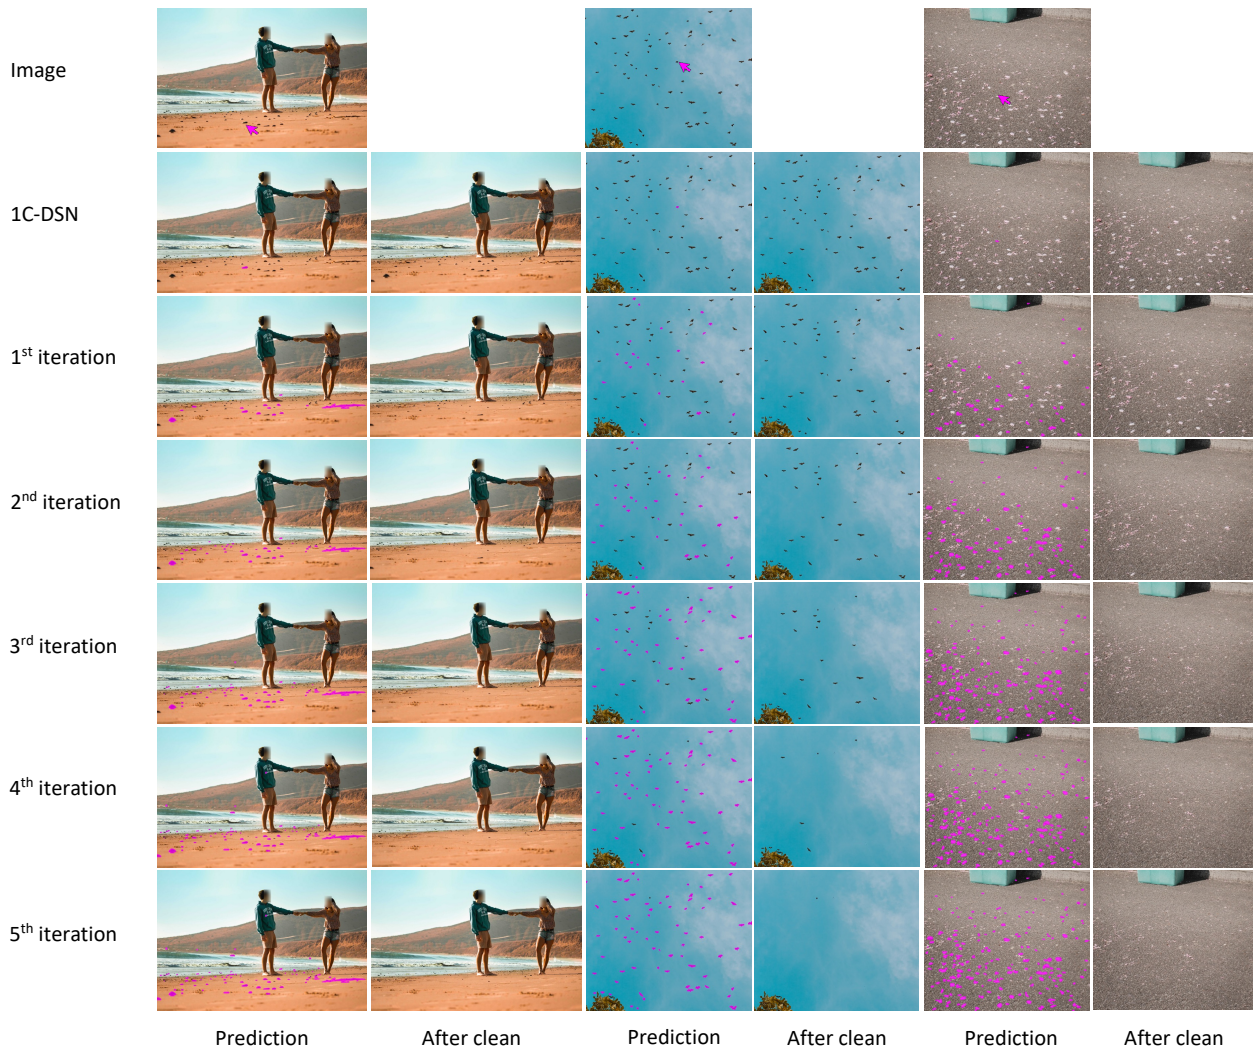 Image
1C-DSN
1st iteration
2nd iteration
3rd iteration
4th iteration
5th iteration
Prediction
After clean
Prediction
After clean
Prediction
After clean